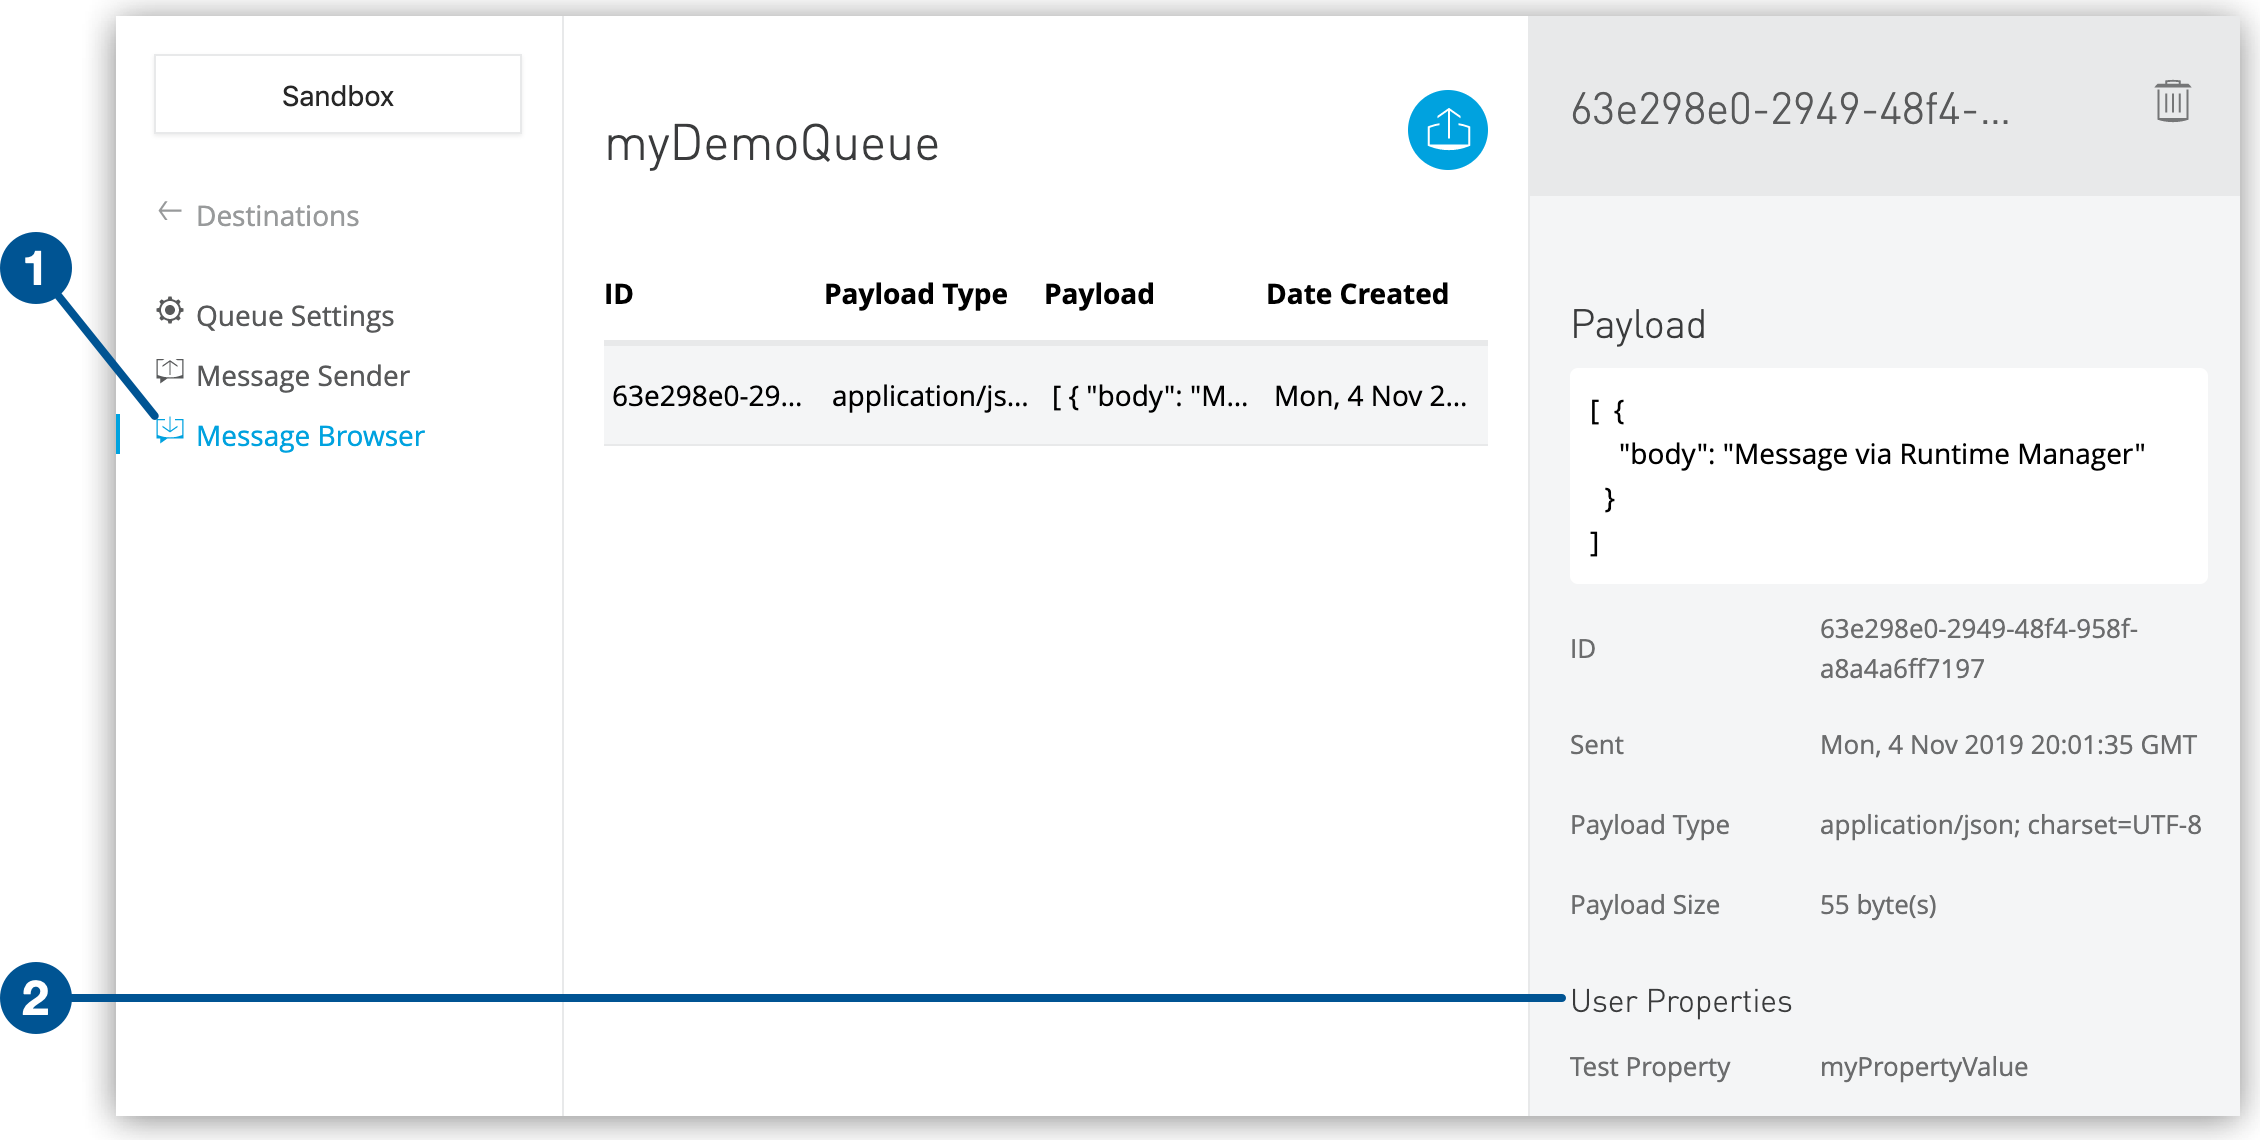 Sandbox
Destinations
1
Queue Settings
Message Sender
Message Browser
myDemoQueue
ID Payload Type Payload Date Created
63e298e0-29... application/js... [ { "body": "M... Mon, 4 Nov 2...
63e298e0-2949-48f4-...
Payload
[ {
"body": "Message via Runtime Manager"
}
]
ID 63e298e0-2949-48f4-958f-
a8a4a6ff7197
Sent Mon, 4 Nov 2019 20:01:35 GMT
Payload Type application/json; charset=UTF-8
Payload Size 55 byte(s)
2
User Properties
Test Property myPropertyValue